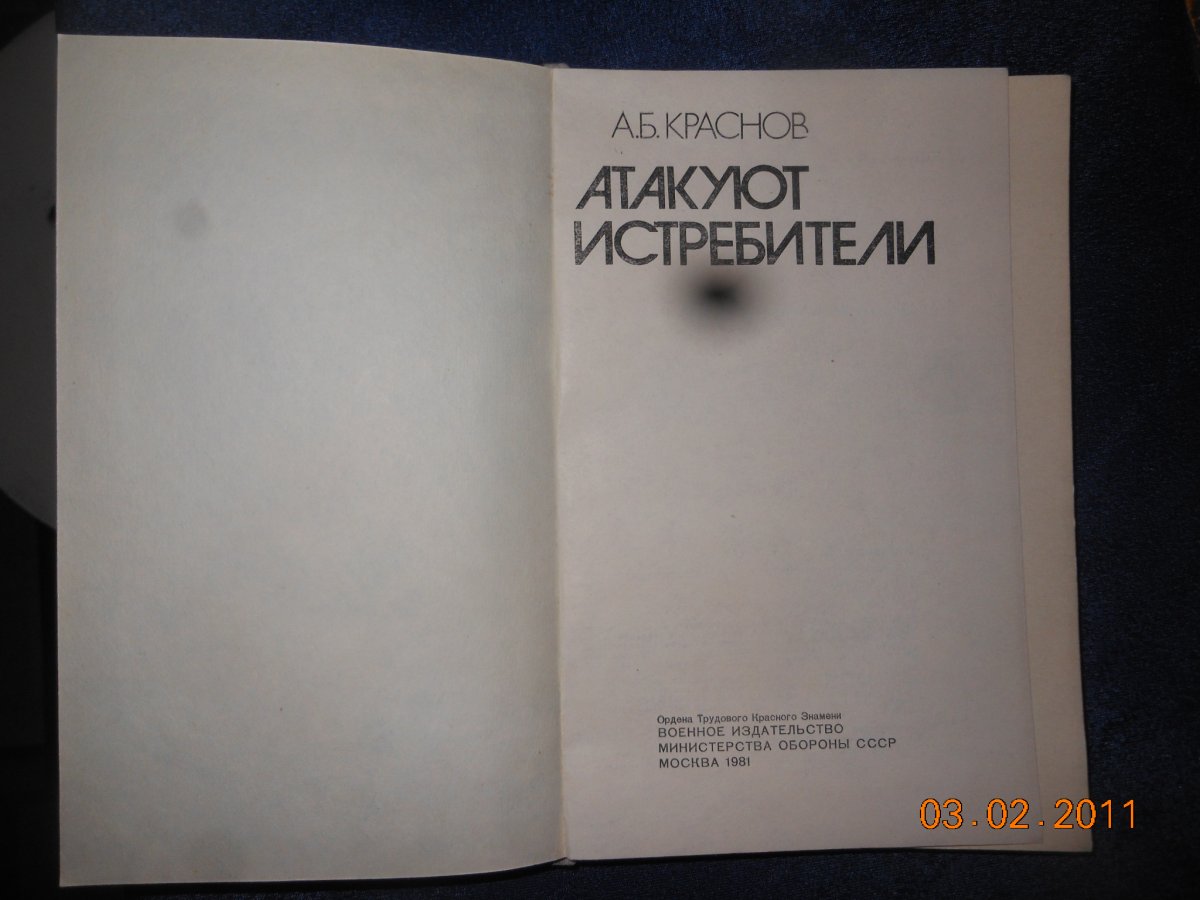 А.Б. КРАСНОВ
АТАКУЮТ
ИСТРЕБИТЕЛИ
Ордена Трудового Красного Знамени
ВОЕННОЕ ИЗДАТЕЛЬСТВО
МИНИСТЕРСТВА ОБОРОНЫ СССР
МОСКВА 1981
03.02.2011